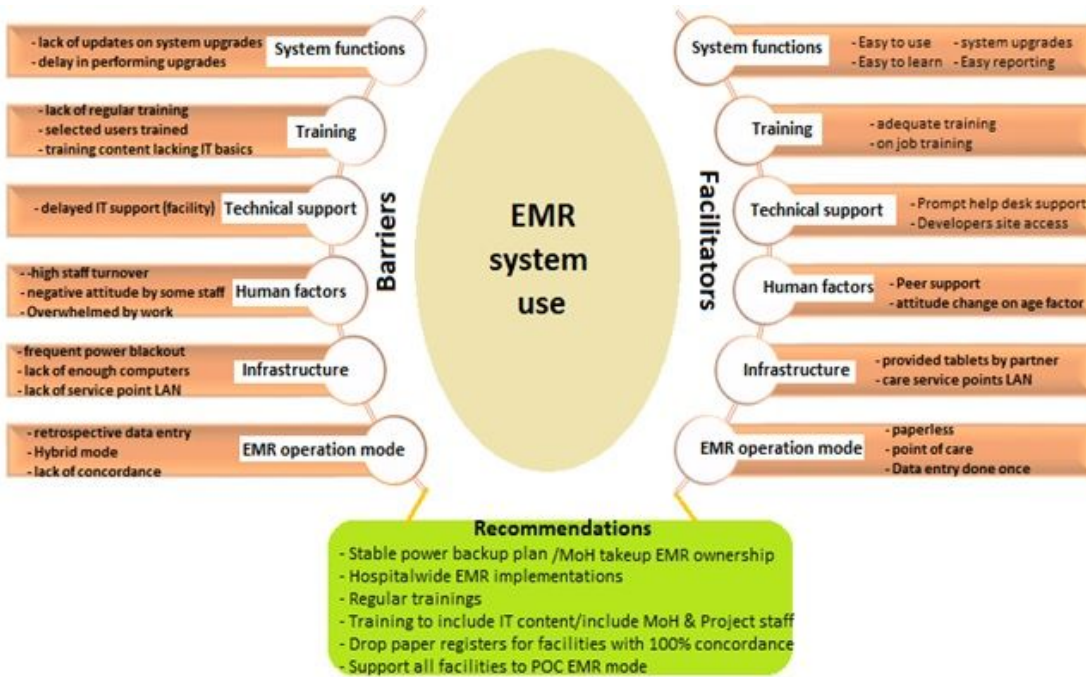 - lack of updates on system upgrades
- delay in performing upgrades
System functions
- lack of regular training
- selected users trained
- training content lacking IT basics
Training
- delayed IT support (facility)
Technical support
- -high staff turnover
- negative attitude by some staff
- Overwhelmed by work
Human factors
-frequent power blackout
- lack of enough computers
- lack of service point LAN
Infrastructure
- retrospective data entry
- Hybrid mode
- lack of concordance
EMR operation mode
Barriers
EMR
system
use
Facilitators
System functions
- Easy to use - system upgrades
- Easy to learn - Easy reporting
Training
- adequate training
- on job training
Technical support
- Prompt help desk support
- Developers site access
Human factors
- Peer support
- attitude change on age factor
Infrastructure
- provided tablets by partner
- care service points LAN
EMR operation mode
- paperless
- point of care
- Data entry done once
Recommendations
- Stable power backup plan /MoH takeup EMR ownership
- Hospitalwide EMR implementations
- Regular trainings
- Training to include IT content/include MoH & Project staff
- Drop paper registers for facilities with 100% concordance
- Support all facilities to POC EMR mode